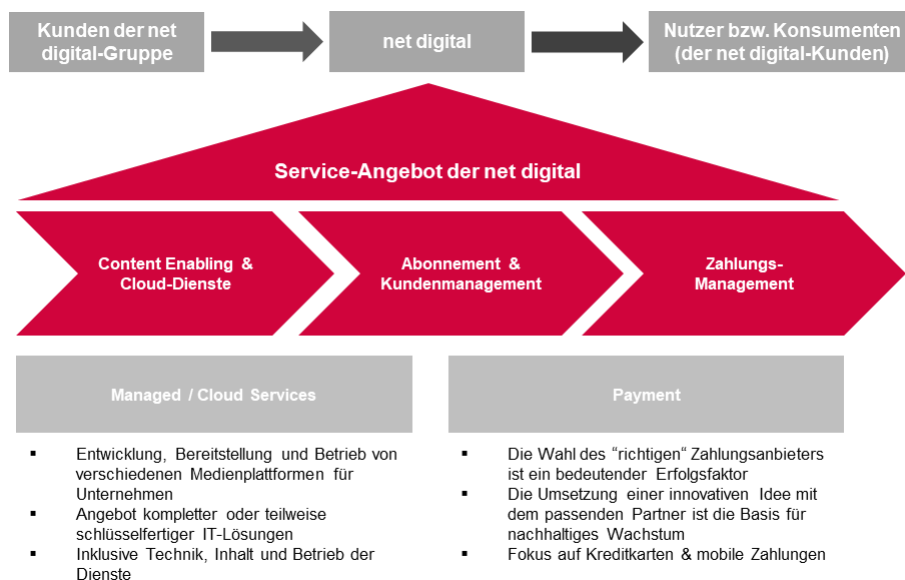 Kunden der net
digital-Gruppe
net digital
Nutzer bzw. Konsumenten
(der net digital-Kunden)
Service-Angebot der net digital
Content Enabling &
Cloud-Dienste
Abonnement &
Kundenmanagement
Zahlungs-
Management
Managed / Cloud Services
▪ Entwicklung, Bereitstellung und Betrieb von
verschiedenen Medienplattformen für
Unternehmen
▪ Angebot kompletter oder teilweise
schlüsselfertiger IT-Lösungen
▪ Inklusive Technik, Inhalt und Betrieb der
Dienste
Payment
▪ Die Wahl des “richtigen“ Zahlungsanbieters
ist ein bedeutender Erfolgsfaktor
▪ Die Umsetzung einer innovativen Idee mit
dem passenden Partner ist die Basis für
nachhaltiges Wachstum
▪ Fokus auf Kreditkarten & mobile Zahlungen